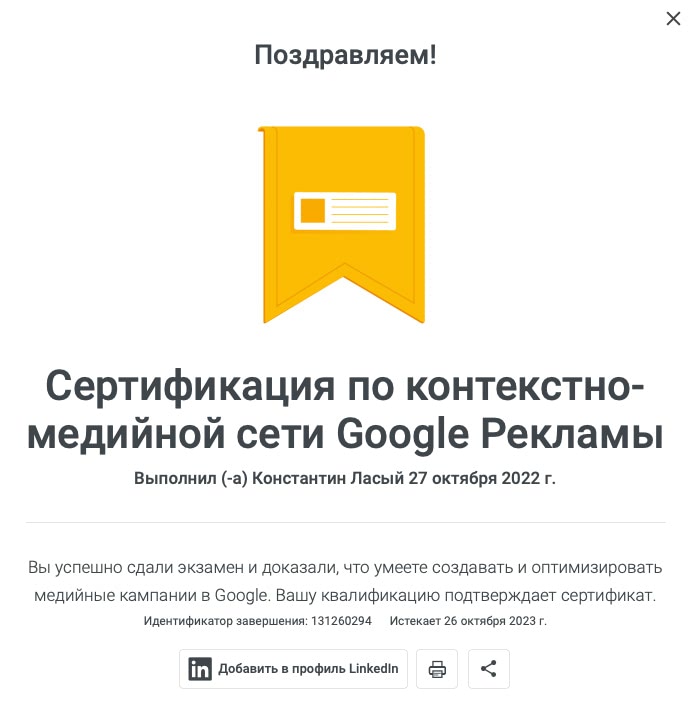 Поздравляем!
Сертификация по контекстно-
медийной сети Google Рекламы
Выполнил (-а) Константин Ласый 27 октября 2022 г.
Вы успешно сдали экзамен и доказали, что умеете создавать и оптимизировать
медийные кампании в Google. Вашу квалификацию подтверждает сертификат.
Идентификатор завершения: 131260294 Истекает 26 октября 2023 г.
in Добавить в профиль LinkedIn